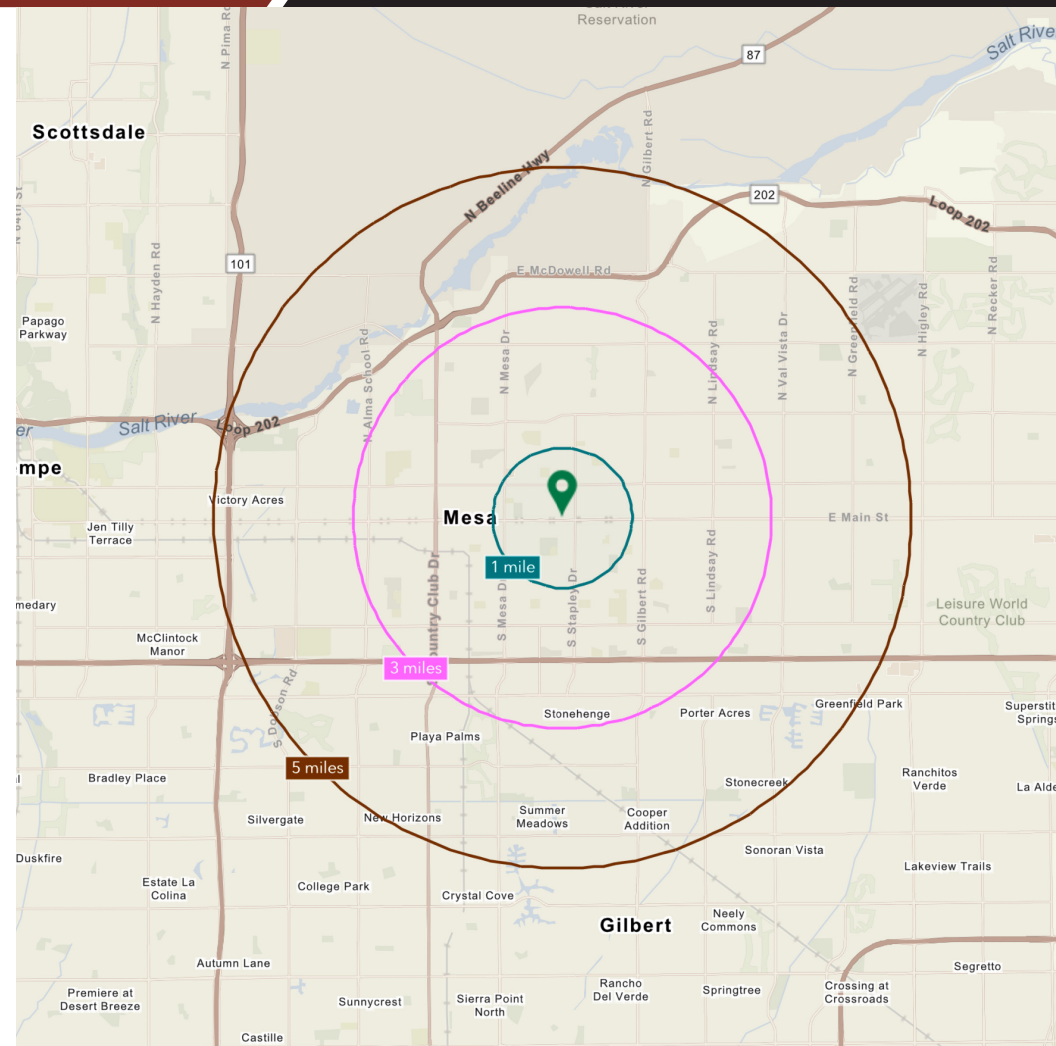 Reservation
N Pima Rd
87
Salt River
Scottsdale
N Gilbert Rd
N Beeline Hwy
202
Loop 202
N Hayden Rd
101
E McDowell Rd
N Greenfield Rd
N Higley Rd
N Recker Rd
Papago
Parkway
N Alma School Rd
N Mesa Dr
N Lindsay Rd
N Val Vista Dr
Salt River
Loop 202
mpe
Victory Acres
Mesa
E Main St
Jen Tilly
Terrace
1 mile
medary
S Mesa D
S Stapley Dr
S Gilbert Rd
S Lindsay Rd
Leisure World
Country Club
McClintock
Manor
ountry Club Dr
3 miles
S Dobson Rd
Stonehenge
Porter Acres
Greenfield Park
Superstit
Springs
Playa Palms
5 miles
Bradley Place
Stonecreek
Ranchitos
Verde
La Alde
Silvergate
New Horizons
Summer
Meadows
Cooper
Addition
Duskfire
Sonoran Vista
Lakeview Trails
Estate La
Colina
College Park
Crystal Cove
Gilbert
Neely
Commons
Autumn Lane
Segretto
Premiere at
Desert Breeze
Sunnycrest
Sierra Point
North
Rancho
Del Verde
Springtree
Crossing at
Crossroads
Castille